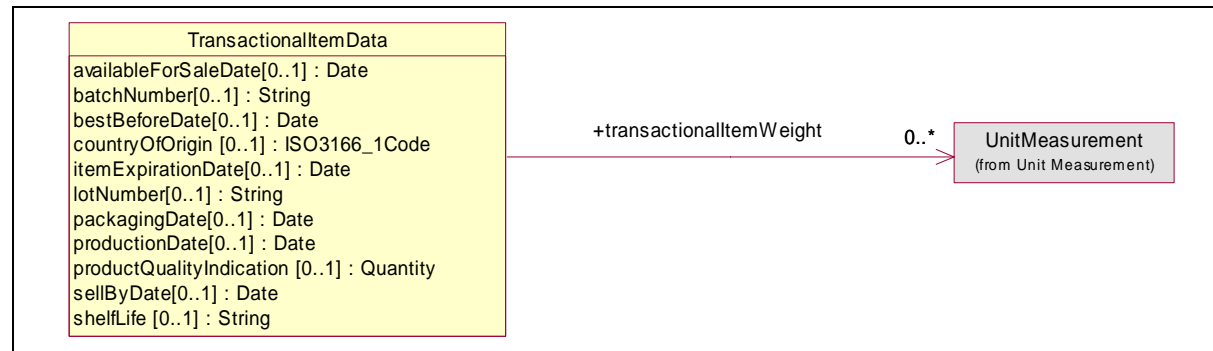 TransactionalItemData
availableForSaleDate[0..1] : Date
batchNumber[0..1] : String
bestBeforeDate[0..1] : Date
countryOfOrigin [0..1] : ISO3166_1Code
itemExpirationDate[0..1] : Date
lotNumber[0..1] : String
packagingDate[0..1] : Date
productionDate[0..1] : Date
productQualityIndication [0..1] : Quantity
sellByDate[0..1] : Date
shelfLife [0..1] : String
+transactionalItemWeight
0..*
UnitMeasurement
(from Unit Measurement)